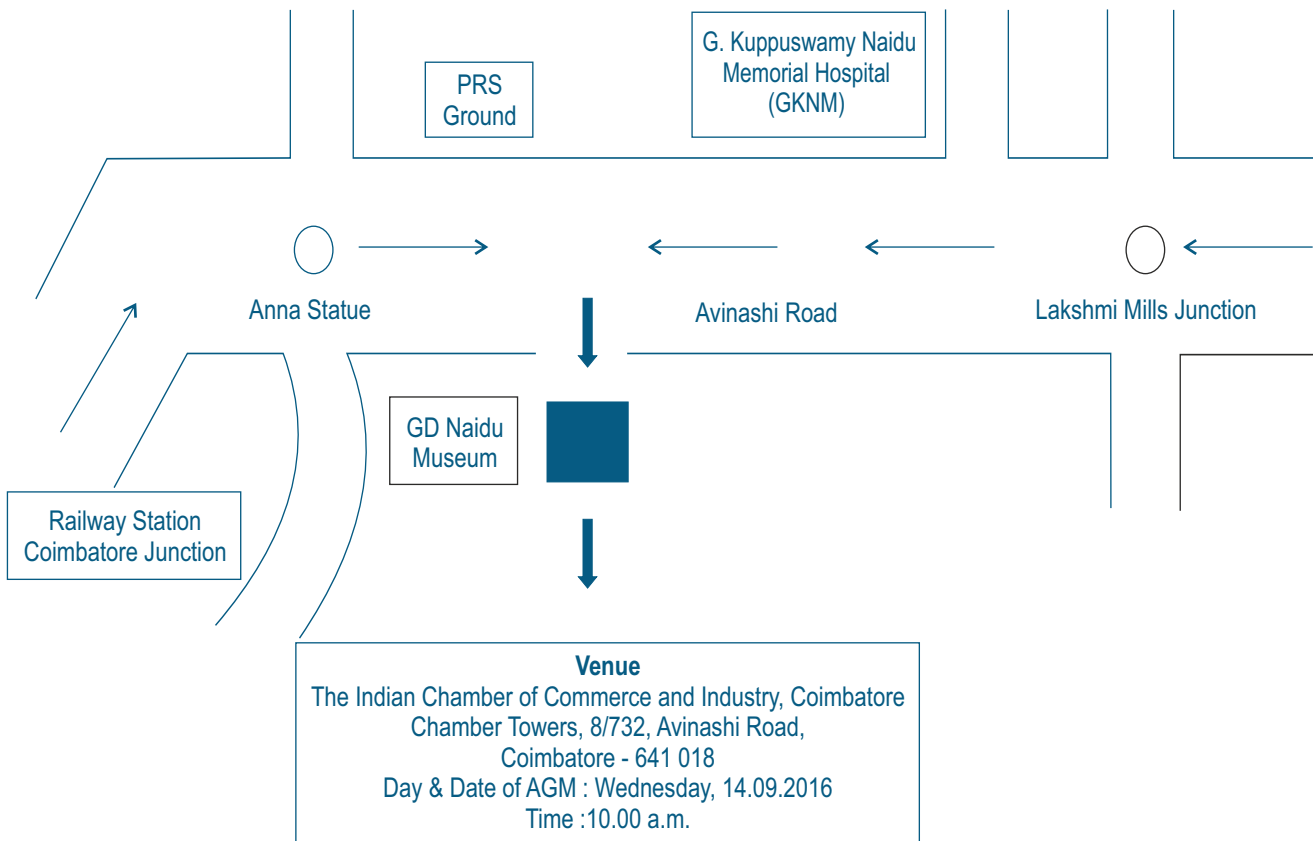 G. Kuppuswamy Naidu
Memorial Hospital
(GKNM)
PRS
Ground
Anna Statue
Avinashi Road
Lakshmi Mills Junction
GD Naidu
Museum
Railway Station
Coimbatore Junction
Venue
The Indian Chamber of Commerce and Industry, Coimbatore
Chamber Towers, 8/732, Avinashi Road,
Coimbatore - 641 018
Day & Date of AGM : Wednesday, 14.09.2016
Time :10.00 a.m.